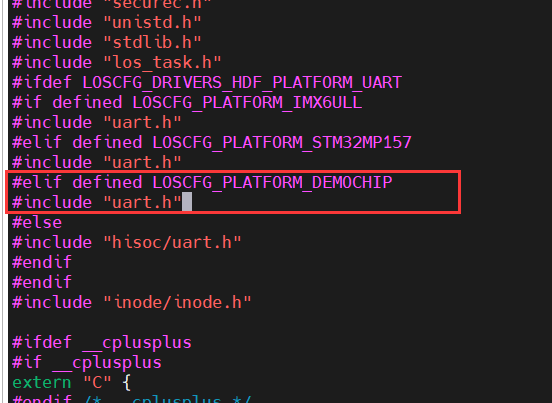 #include "securec.h"
#include "unistd.h"
#include "stdlib.h"
#include "los_task.h"
#ifdef LOSCFG_DRIVERS_HDF_PLATFORM_UART
#if defined LOSCFG_PLATFORM_IMX6ULL
#include "uart.h"
#elif defined LOSCFG_PLATFORM_STM32MP157
#include "uart.h"
#elif defined LOSCFG_PLATFORM_DEMOCHIP
#include "uart.h"
#else
#include "hisoc/uart.h"
#endif
#endif
#include "inode/inode.h"
#ifdef __cplusplus
#if __cplusplus
extern "C" {
#endif /* __cplusplus */